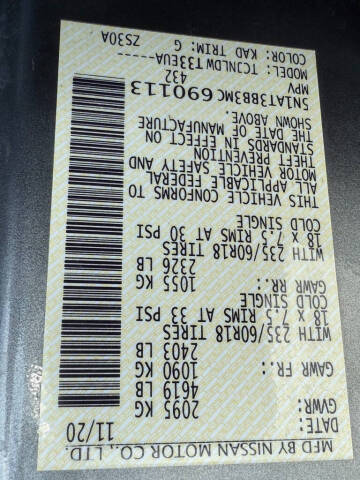 MFD BY NISSAN MOTOR CO., LTD.
DATE: 11/20
GVWR: 2095 KG
4619 LB
GAWR FR.: 1090 KG
2403 LB
WITH 235/60R18 TIRES
18 X 7.5 RIMS AT 33 PSI
COLD SINGLE
GAWR RR.: 1055 KG
2326 LB
WITH 235/60R18 TIRES
18 X 7.5 RIMS AT 30 PSI
COLD SINGLE
THIS VEHICLE CONFORMS TO
ALL APPLICABLE FEDERAL
MOTOR VEHICLE SAFETY AND
THEFT PREVENTION
STANDARDS IN EFFECT ON
THE DATE OF MANUFACTURE
SHOWN ABOVE.
5N1AT3BB3MC690113
MPV 432
MODEL: TCJNLDWT33EUA-----
COLOR: KAD TRIM: G
ZS30A